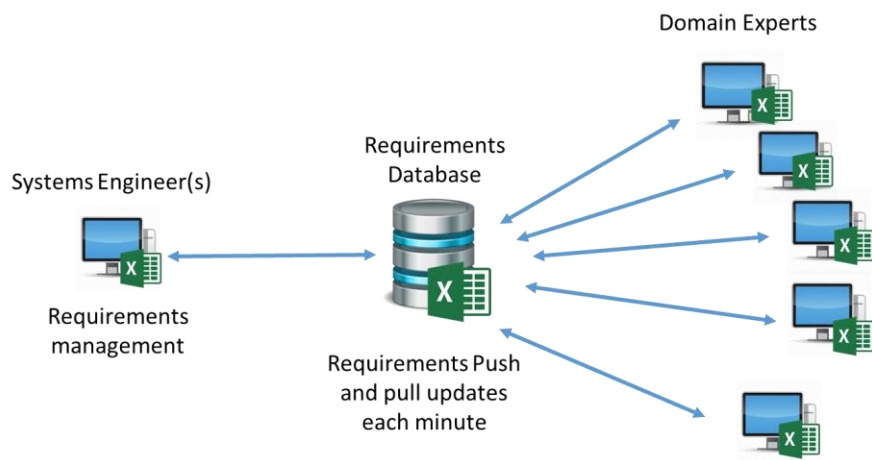 Domain Experts
Requirements
Database
Systems Engineer(s)
Requirements
management
Requirements Push
and pull updates
each minute
X
X
X
X
X
X
X